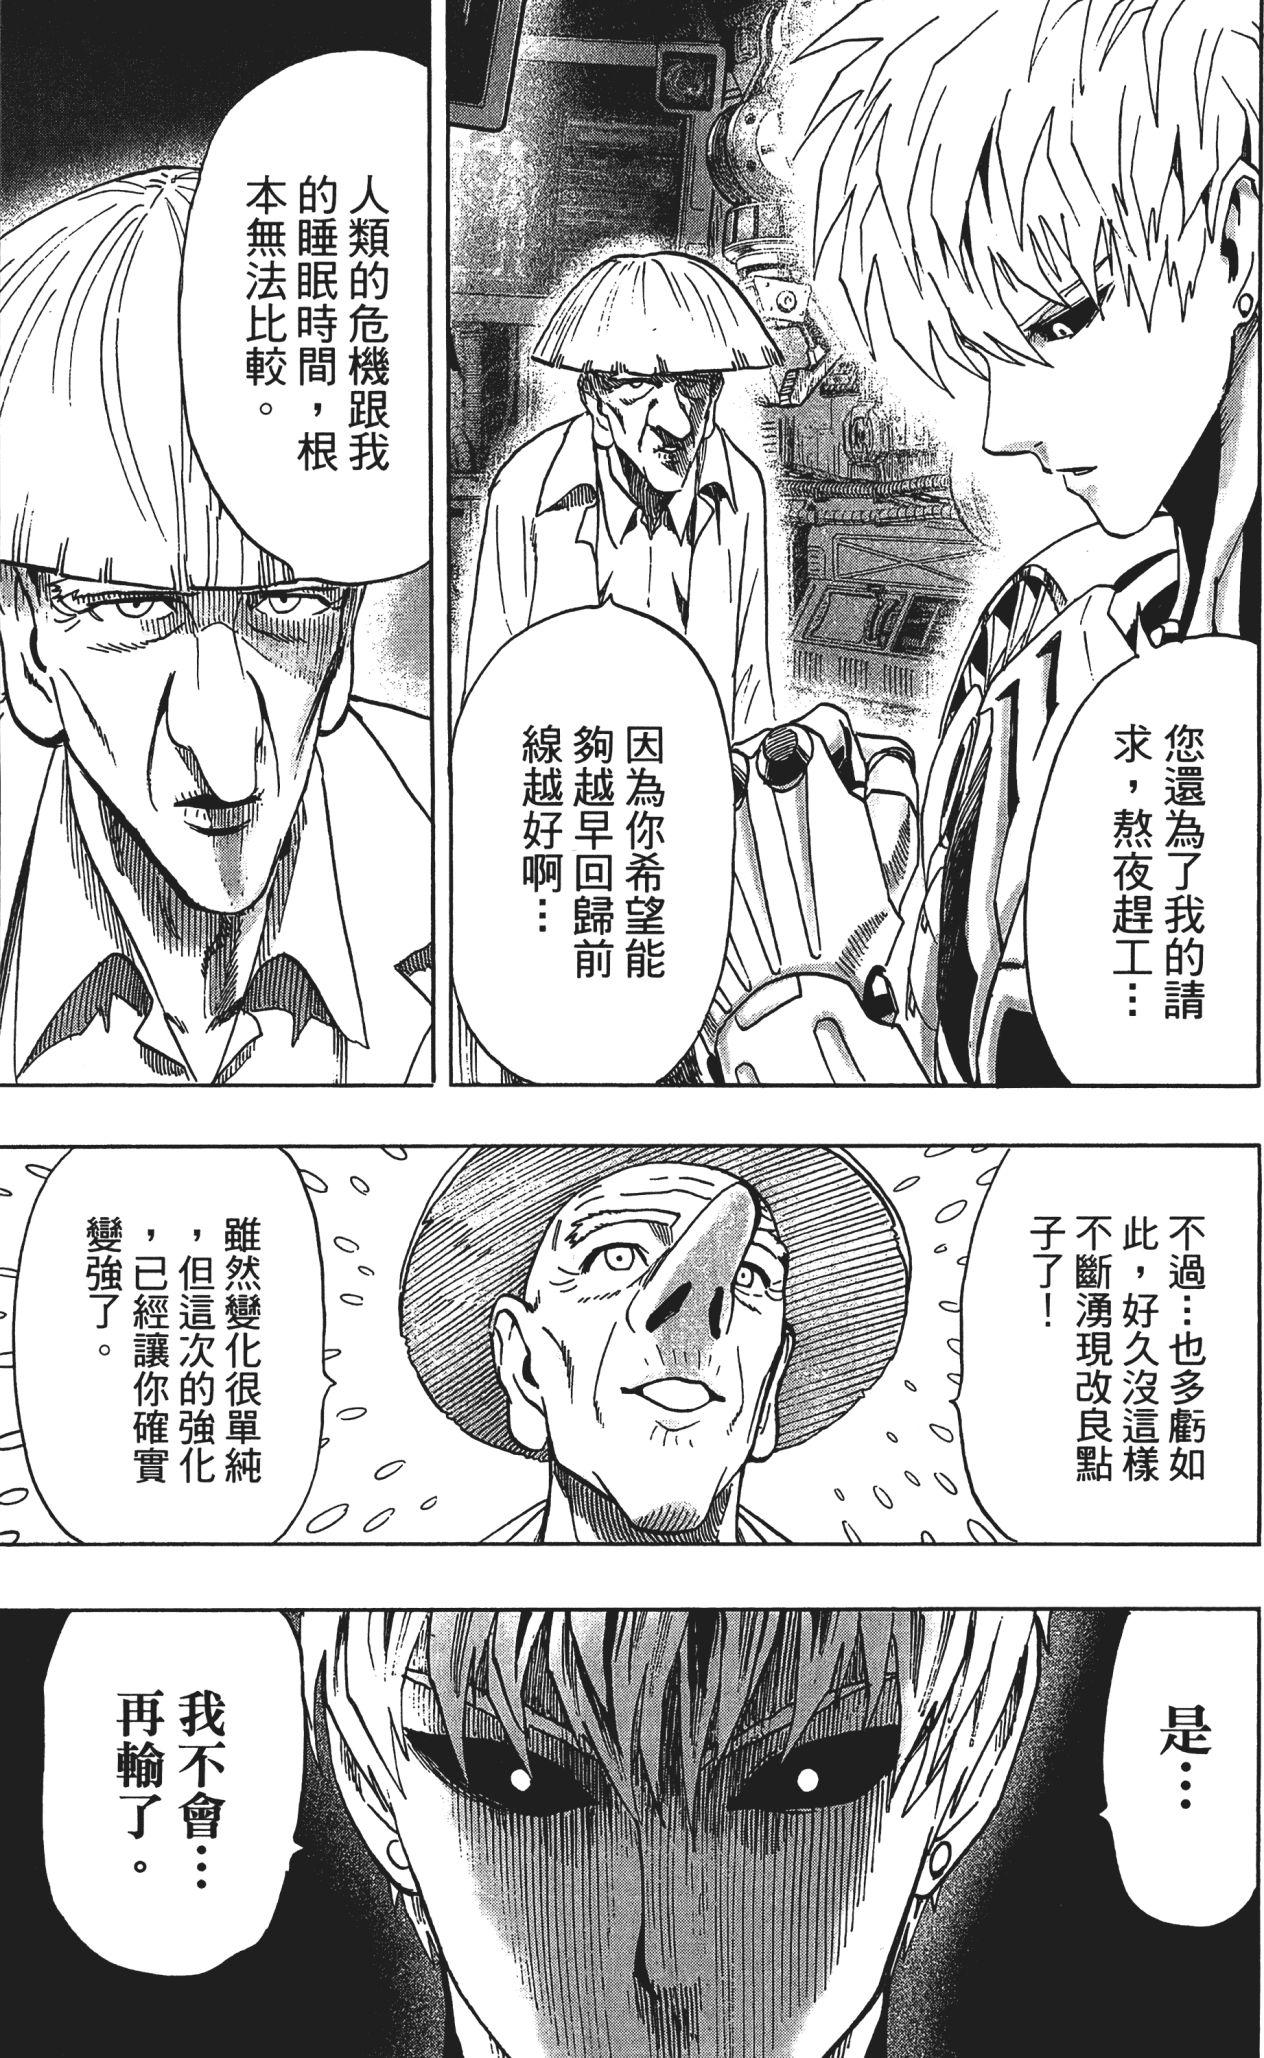 您還為了我的請
求，熬夜趕工…
因為你希望能
夠越早回歸前
線越好啊…
人類的危機跟我
的睡眠時間，根
本無法比較。
不過…也多虧如
此，好久沒這樣
不斷湧現改良點
子了！
雖然變化很單純
，但這次的強化
，已經讓你確實
變強了。
是…
我不會…
再輸了。